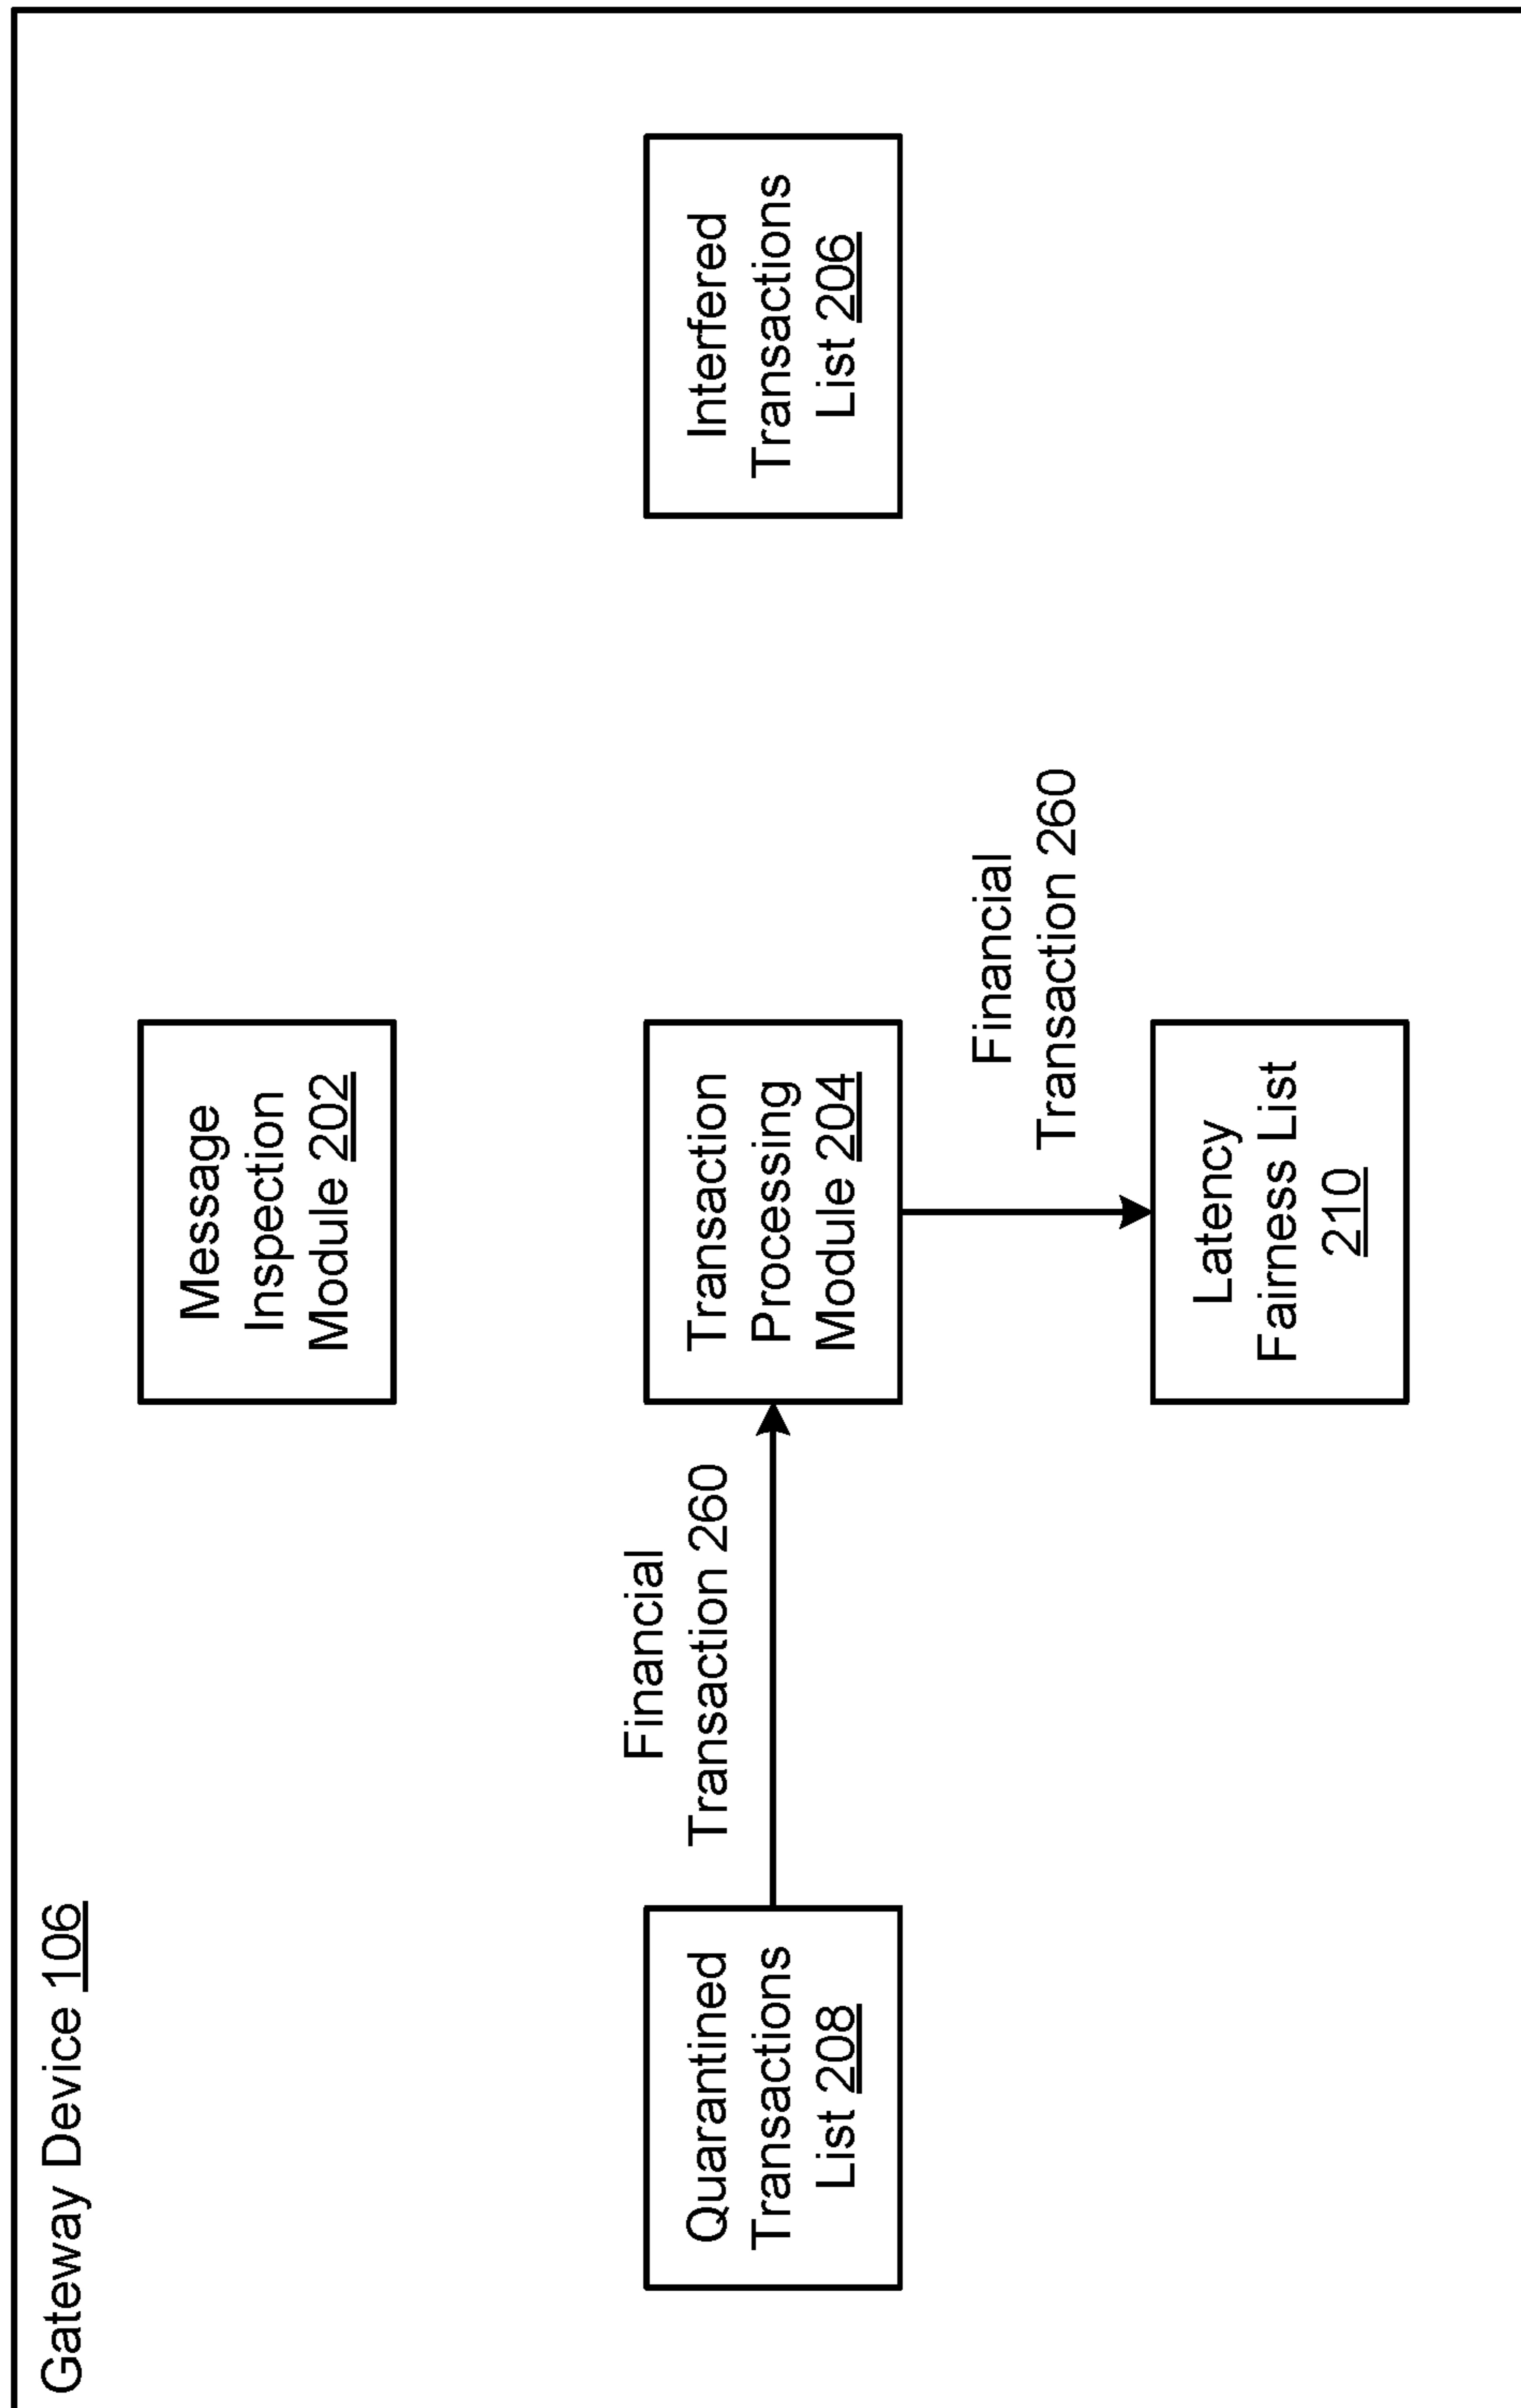 Gateway Device 106
Message
Inspection
Module 202
Quarantined
Transactions
List 208
Financial
Transaction 260
Transaction
Processing
Module 204
Interfered
Transactions
List 206
Financial
Transaction 260
Latency
Fairness List
210